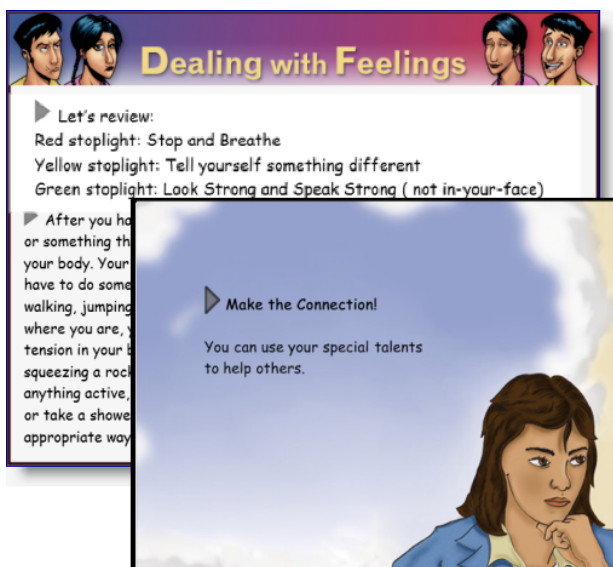 Dealing with Feelings
Let's review:
Red stoplight: Stop and Breathe
Yellow stoplight: Tell yourself something different
Green stoplight: Look Strong and Speak Strong ( not in-your-face)
After you ha
or something th
your body. Your
have to do some
walking, jumping
where you are,
tension in your
squeezing a rock
anything active,
or take a showe
appropriate way
Make the Connection!
You can use your special talents
to help others.